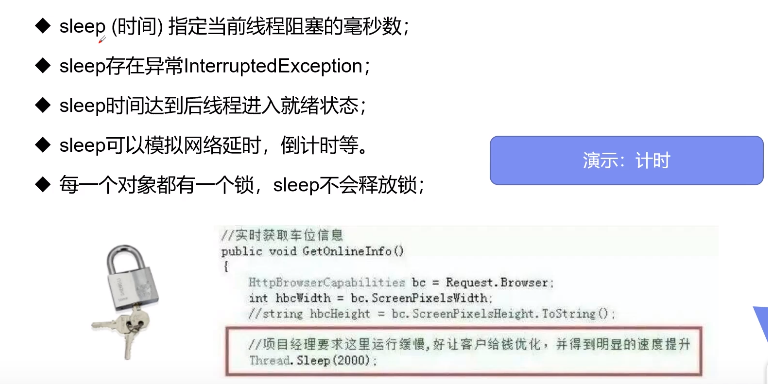 sleep (时间) 指定当前线程阻塞的毫秒数；
sleep存在异常InterruptedException；
sleep时间达到后线程进入就绪状态；
sleep可以模拟网络延时，倒计时等。
每一个对象都有一个锁，sleep不会释放锁；
演示：计时
//实时获取车位信息
public void GetOnlineInfo()
{
HttpBrowserCapabilities bc = Request.Browser;
int hbcWidth = bc.ScreenPixelsWidth;
//string hbcHeight = bc.ScreenPixelsHeight.ToString();
//项目经理要求这里运行缓慢,好让客户给钱优化，并得到明显的速度提升
Thread.Sleep(2000);